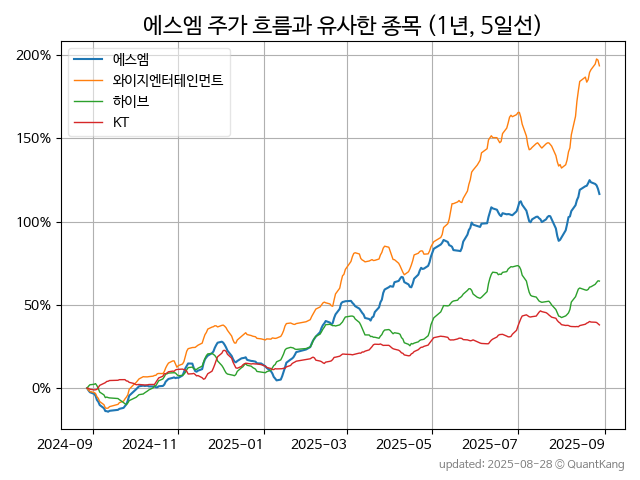 에스엠 주가 흐름과 유사한 종목 (1년, 5일선)
에스엠
와이지엔터테인먼트
하이브
KT
200%
150%
100%
50%
0%
2024-09 2024-11 2025-01 2025-03 2025-05 2025-07 2025-09
updated: 2025-08-28 © QuantKang